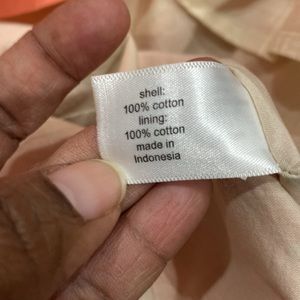 shell:
100% cotton
lining:
100% cotton
made in
Indonesia